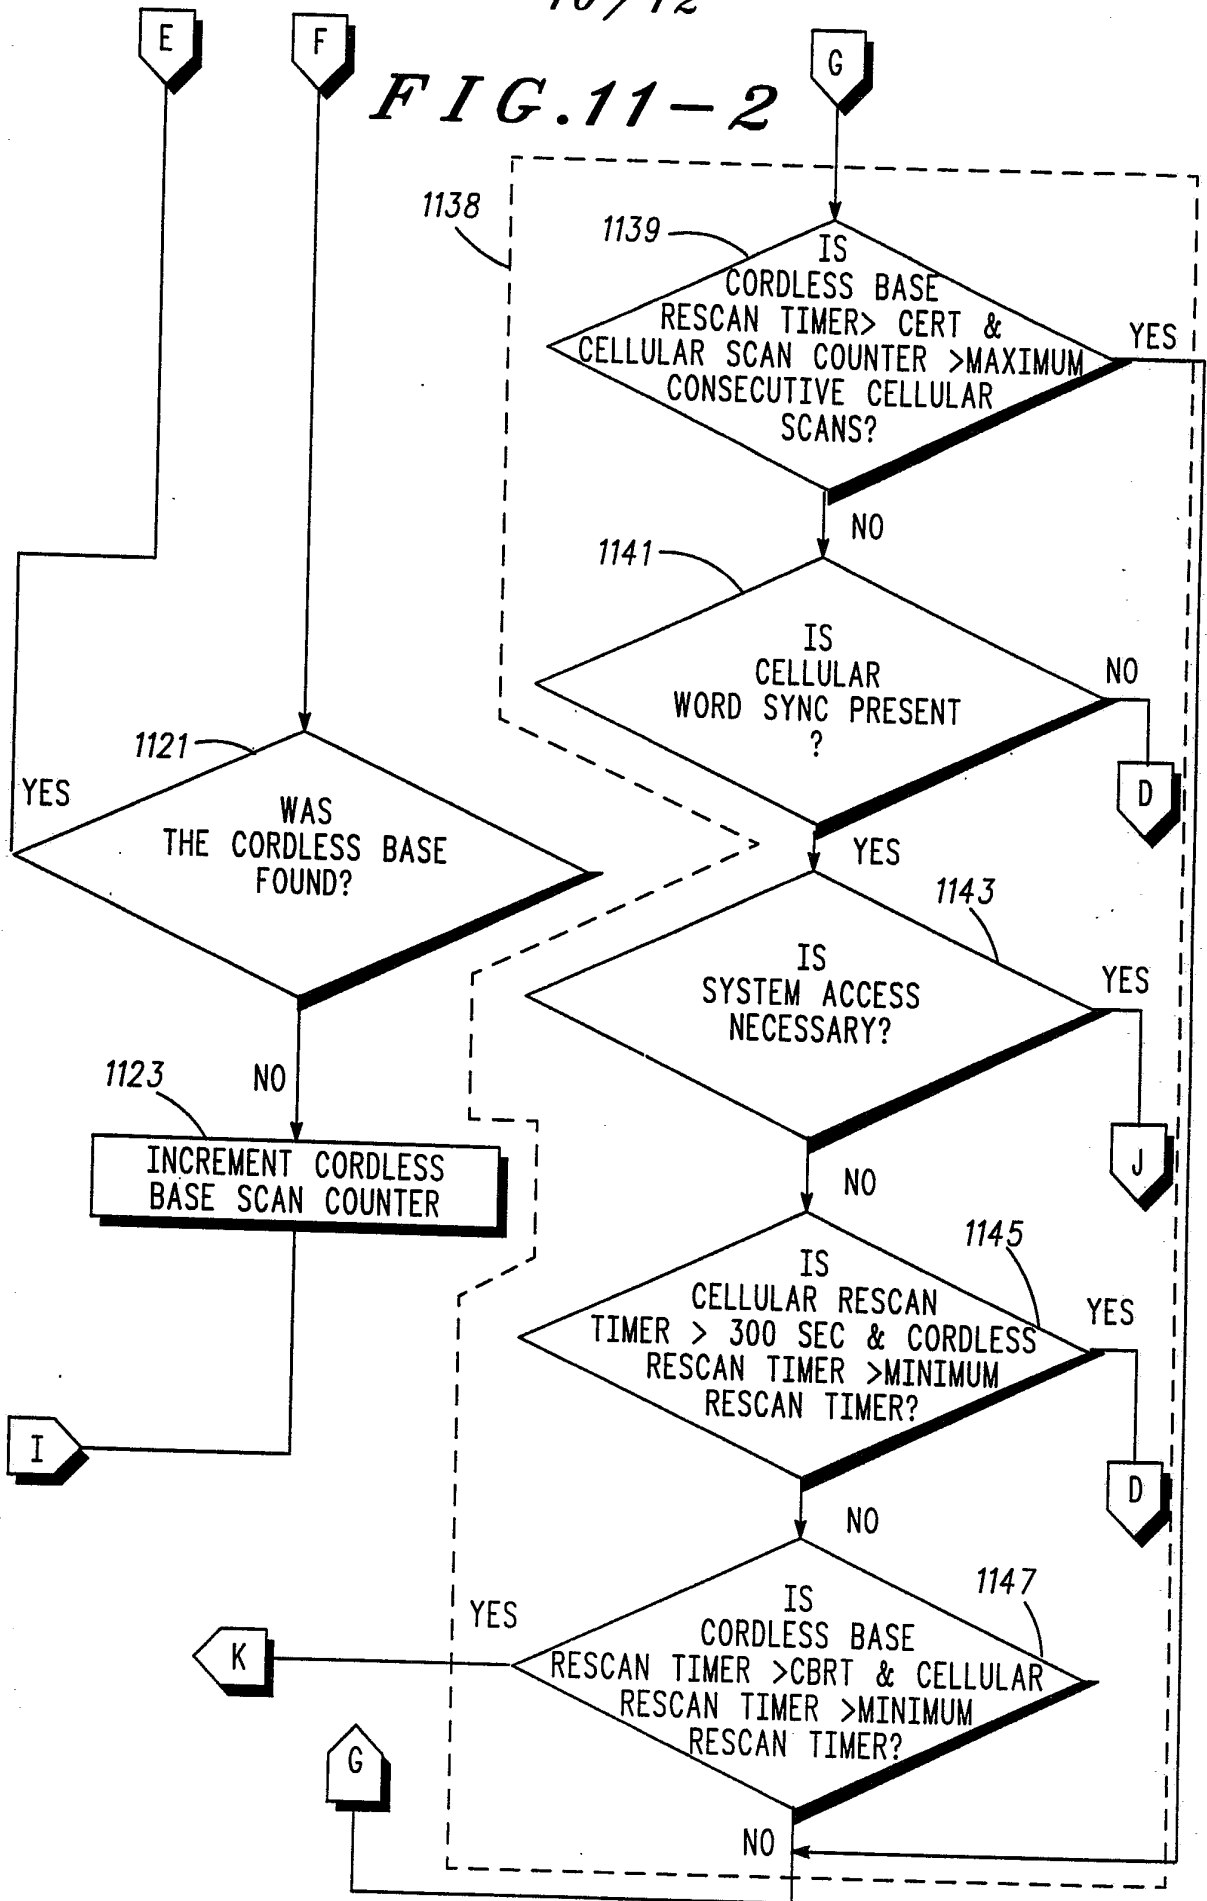 10/12
E
F
G
FIG.11-2
1138
1139
IS
CORDLESS BASE
RESCAN TIMER> CERT &
CELLULAR SCAN COUNTER >MAXIMUM
CONSECUTIVE CELLULAR
SCANS?
YES
NO
1141
IS
CELLULAR
WORD SYNC PRESENT
?
NO
D
YES
1121
YES
WAS
THE CORDLESS BASE
FOUND?
NO
1123
INCREMENT CORDLESS
BASE SCAN COUNTER
I
1143
IS
SYSTEM ACCESS
NECESSARY?
YES
J
NO
1145
IS
CELLULAR RESCAN
TIMER > 300 SEC & CORDLESS
RESCAN TIMER >MINIMUM
RESCAN TIMER?
YES
D
NO
1147
IS
CORDLESS BASE
RESCAN TIMER >CBRT & CELLULAR
RESCAN TIMER >MINIMUM
RESCAN TIMER?
YES
K
G
NO